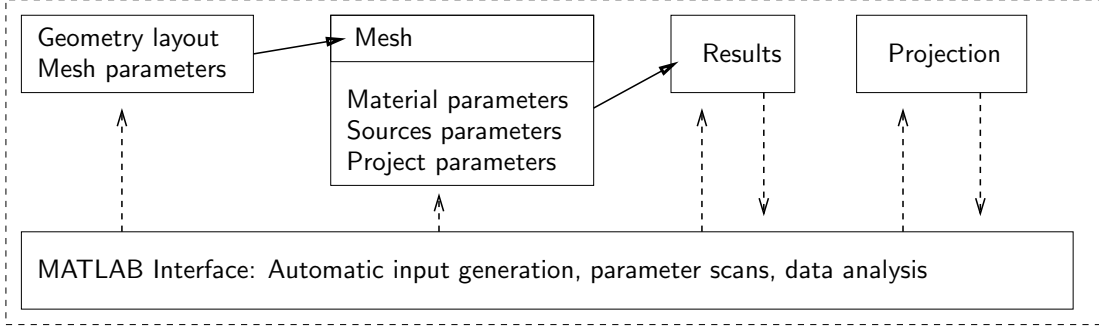 Geometry layout
Mesh parameters
Mesh
Material parameters
Sources parameters
Project parameters
Results
Projection
MATLAB Interface: Automatic input generation, parameter scans, data analysis